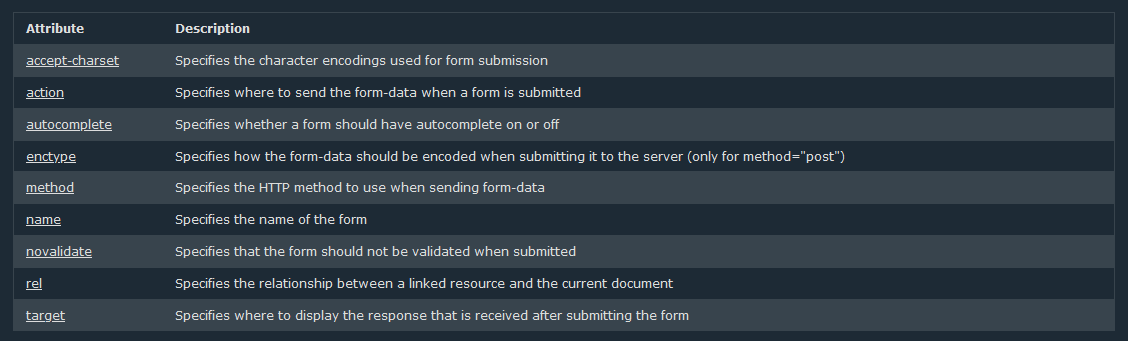 Attribute Description
accept-charset Specifies the character encodings used for form submission
action Specifies where to send the form-data when a form is submitted
autocomplete Specifies whether a form should have autocomplete on or off
enctype Specifies how the form-data should be encoded when submitting it to the server (only for method="post")
method Specifies the HTTP method to use when sending form-data
name Specifies the name of the form
novalidate Specifies that the form should not be validated when submitted
rel Specifies the relationship between a linked resource and the current document
target Specifies where to display the response that is received after submitting the form